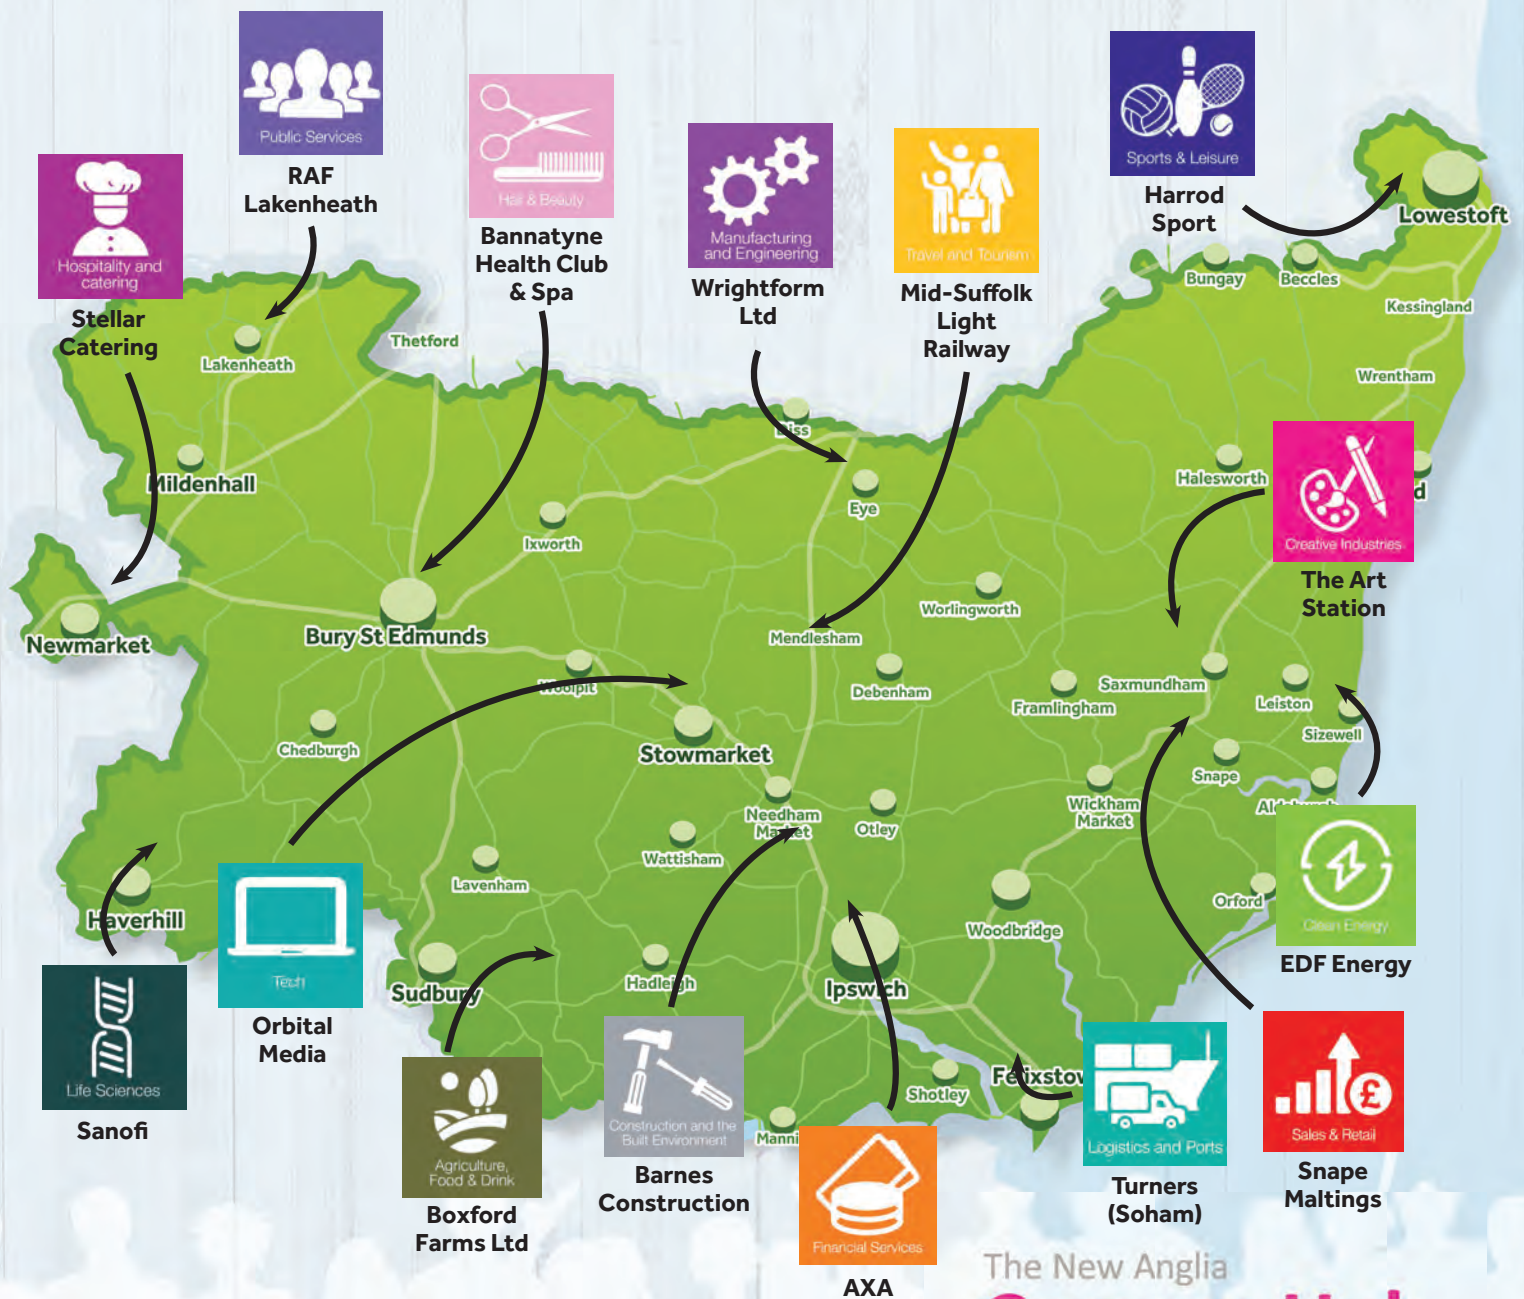 Public Services
RAF
Lakenheath
Hair & Beauty
Bannatyne
Health Club
& Spa
Hospitality and
catering
Stellar
Catering
Manufacturing
and Engineering
Wrightform
Ltd
Travel and Tourism
Mid-Suffolk
Light
Railway
Sports & Leisure
Harrod
Sport
Lowestoft
Bungay
Beccles
Kessingland
Thetford
Lakenheath
Wrentham
Diss
Mildenhall
Halesworth
d
Eye
Ixworth
Creative Industries
The Art
Station
Worlingworth
Newmarket
Bury St Edmunds
Mendlesham
Woolpit
Debenham
Saxmundham
Framlingham
Leiston
Sizewell
Chedburgh
Stowmarket
Snape
Needham
Market
Otley
Wickham
Market
Aldeburgh
Wattisham
Lavenham
Haverhill
Orford
Clean Energy
EDF Energy
Woodbridge
Sudbury
Hadleigh
Ipswich
Tech
Orbital
Media
Life Sciences
Sanofi
Shotley
Felixstow
Manni
Agriculture,
Food & Drink
Boxford
Farms Ltd
Construction and the
Built Environment
Barnes
Construction
Financial Services
AXA
Logistics and Ports
Turners
(Soham)
Sales & Retail
Snape
Maltings
The New Anglia